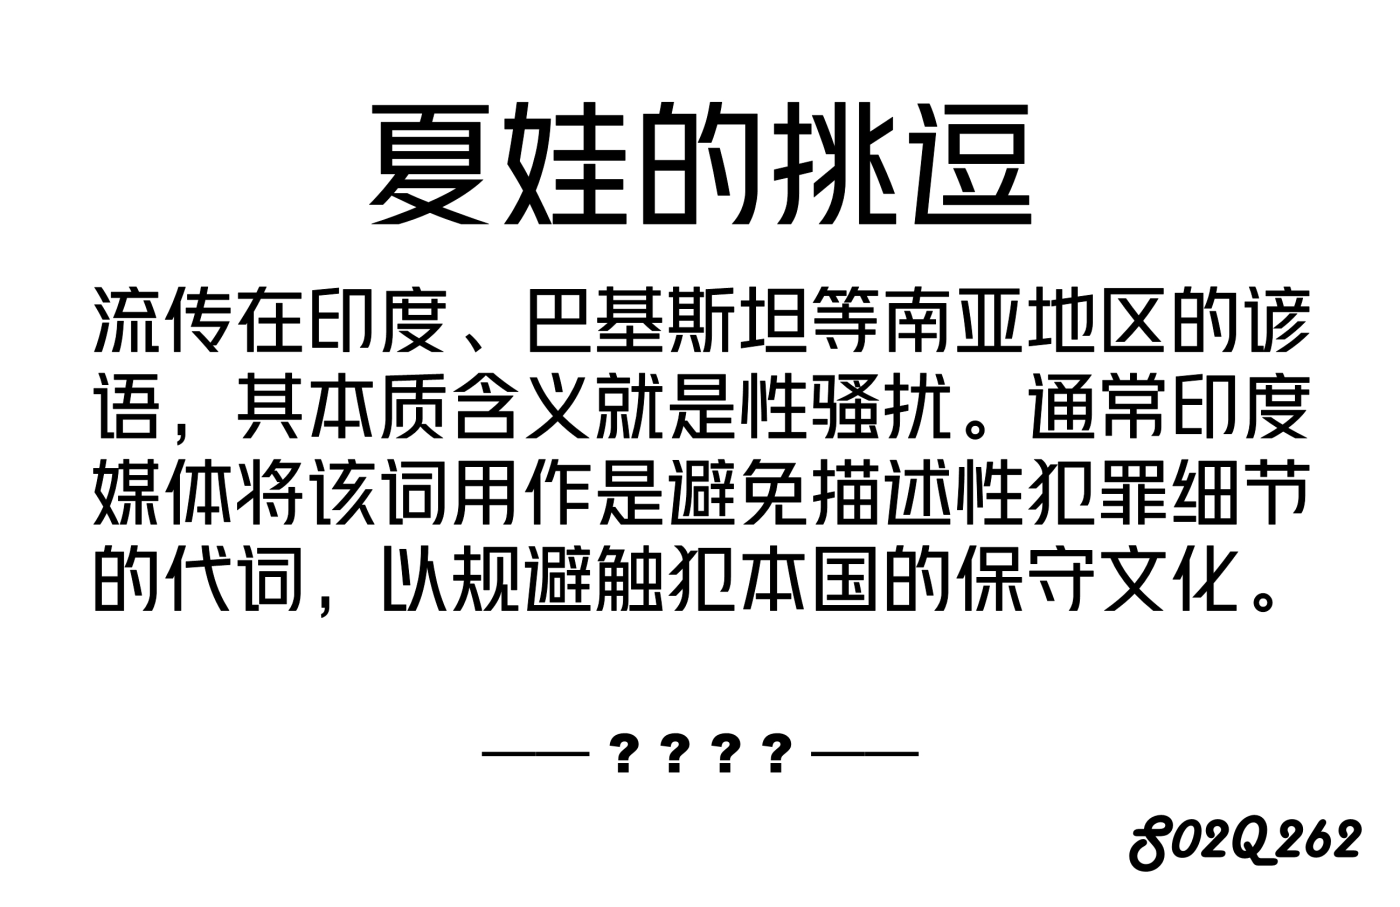 夏娃的挑逗
流传在印度、巴基斯坦等南亚地区的谚
语，其本质含义就是性骚扰。通常印度
媒体将该词用作是避免描述性犯罪细节
的代词，以规避触犯本国的保守文化。
——？？？？——
S02Q262